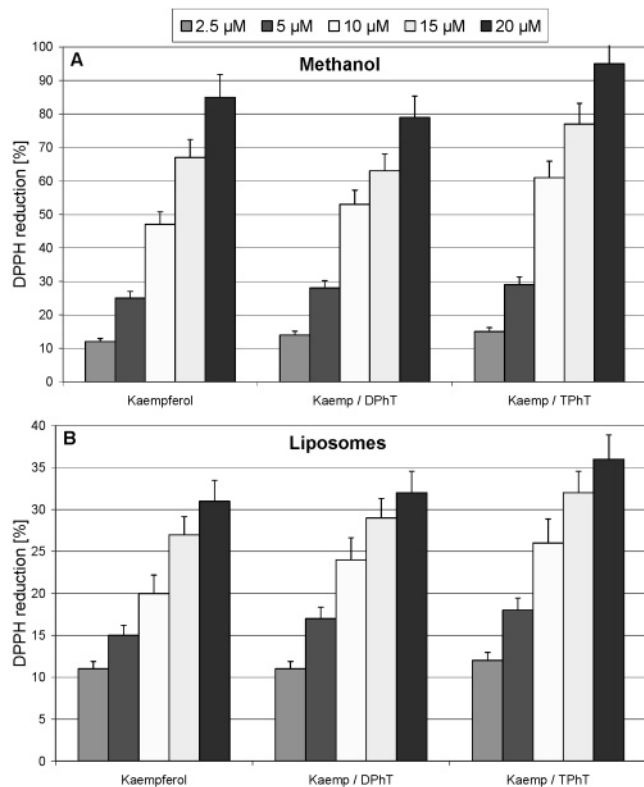 2.5 µM 5 µM 10 µM 15 µM 20 µM
A Methanol
DPPH reduction [%]
100
90
80
70
60
50
40
30
20
10
0
Kaempferol Kaemp / DPhT Kaemp / TPhT
B Liposomes
DPPH reduction [%]
40
35
30
25
20
15
10
5
0
Kaempferol Kaemp / DPhT Kaemp / TPhT